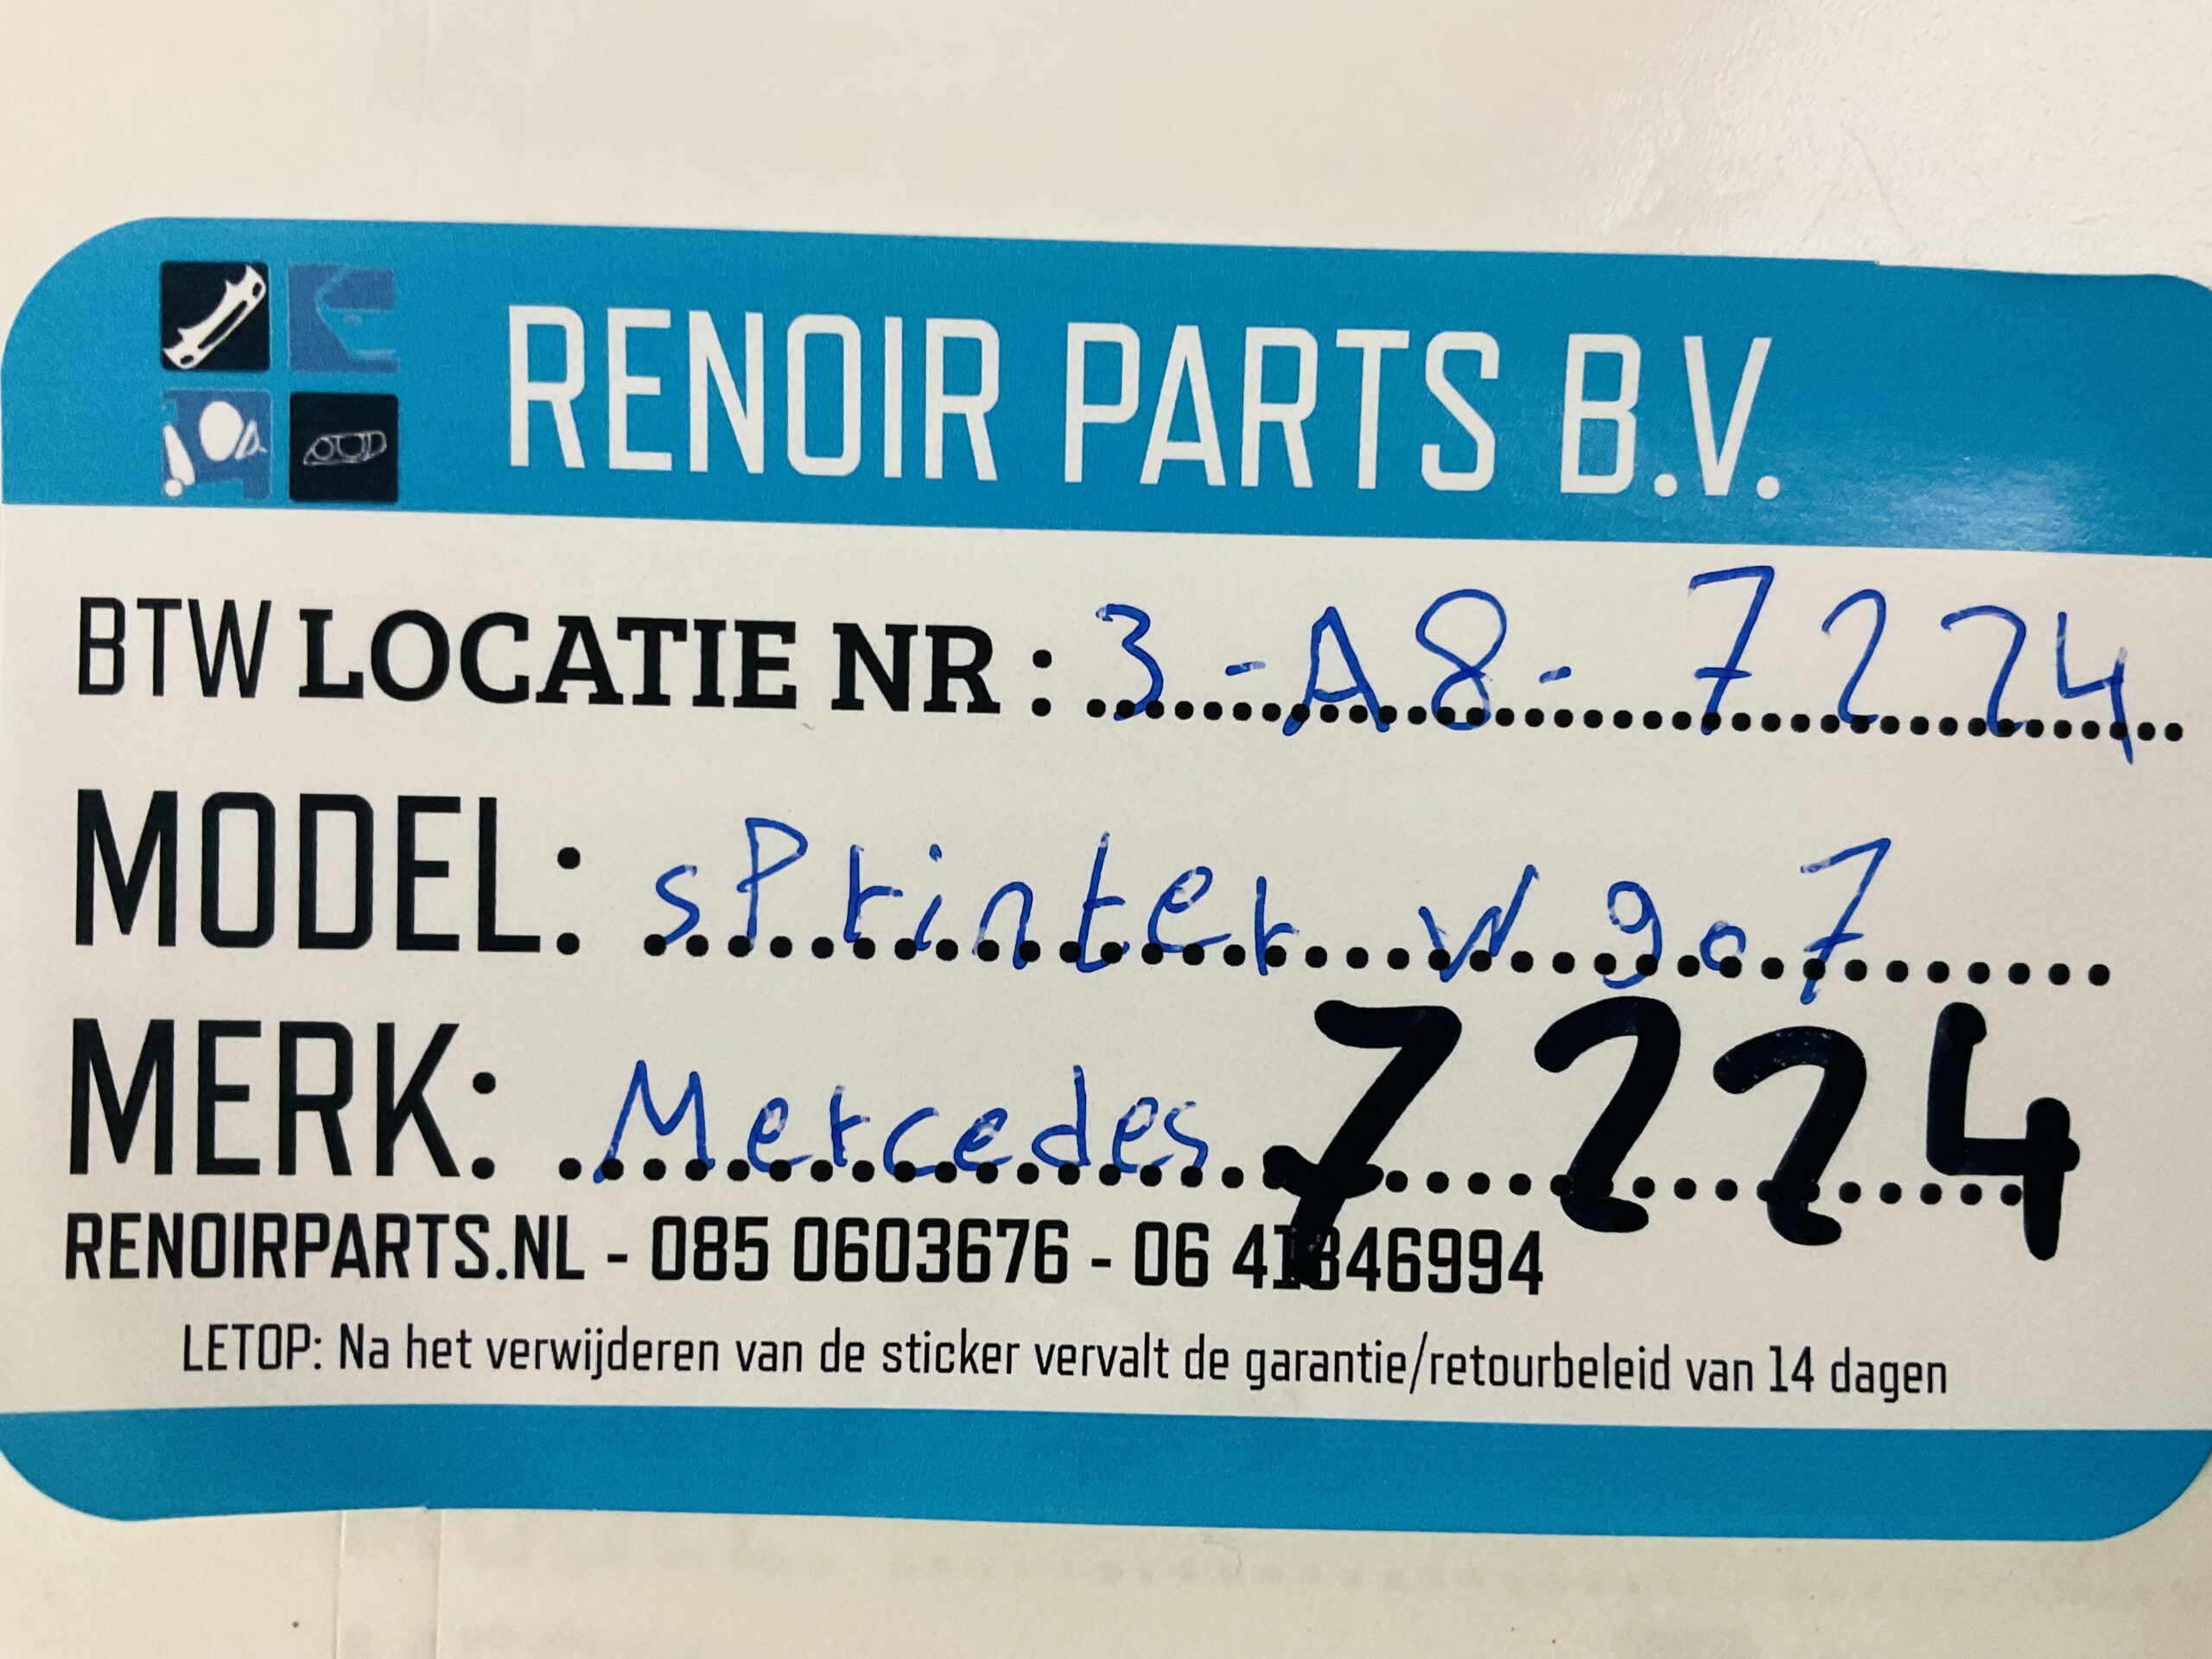 RENOIR PARTS B.V.
BTW LOCATIE NR : 3-A8-7224
MODEL: sPrinter W907
MERK: Mercedes 7224
RENOIRPARTS.NL - 085 0603676 - 06 41346994
LETOP: Na het verwijderen van de sticker vervalt de garantie/retourbeleid van 14 dagen